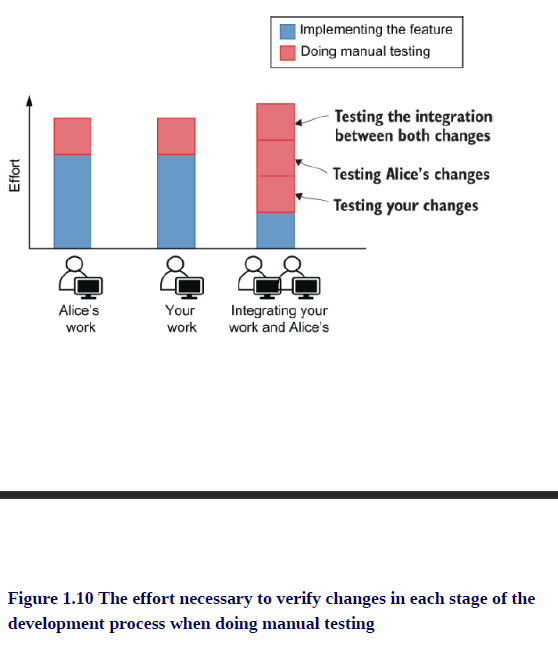 Implementing the feature
Doing manual testing
Testing the integration
between both changes
Testing Alice's changes
Testing your changes
Effort
Alice's
work
Your
work
Integrating your
work and Alice's
Figure 1.10 The effort necessary to verify changes in each stage of the
development process when doing manual testing